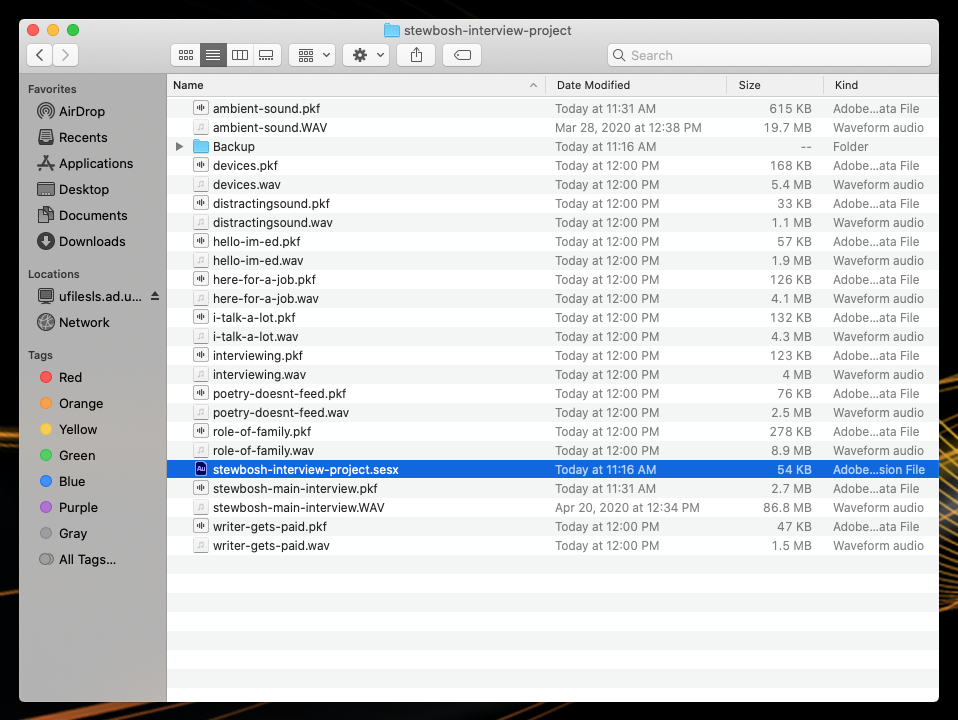 stewbosh-interview-project
Search
Favorites
AirDrop
Recents
Applications
Desktop
Documents
Downloads
Locations
ufilesls.ad.u...
Network
Tags
Red
Orange
Yellow
Green
Blue
Purple
Gray
All Tags...
Name Date Modified Size Kind
ambient-sound.pkf Today at 11:31 AM 615 KB Adobe...ata File
ambient-sound.WAV Mar 28, 2020 at 12:38 PM 19.7 MB Waveform audio
Backup Today at 11:16 AM -- Folder
devices.pkf Today at 12:00 PM 168 KB Adobe...ata File
devices.wav Today at 12:00 PM 5.4 MB Waveform audio
distractingsound.pkf Today at 12:00 PM 33 KB Adobe...ata File
distractingsound.wav Today at 12:00 PM 1.1 MB Waveform audio
hello-im-ed.pkf Today at 12:00 PM 57 KB Adobe...ata File
hello-im-ed.wav Today at 12:00 PM 1.9 MB Waveform audio
here-for-a-job.pkf Today at 12:00 PM 126 KB Adobe...ata File
here-for-a-job.wav Today at 12:00 PM 4.1 MB Waveform audio
i-talk-a-lot.pkf Today at 12:00 PM 132 KB Adobe...ata File
i-talk-a-lot.wav Today at 12:00 PM 4.3 MB Waveform audio
interviewing.pkf Today at 12:00 PM 123 KB Adobe...ata File
interviewing.wav Today at 12:00 PM 4 MB Waveform audio
poetry-doesnt-feed.pkf Today at 12:00 PM 76 KB Adobe...ata File
poetry-doesnt-feed.wav Today at 12:00 PM 2.5 MB Waveform audio
role-of-family.pkf Today at 12:00 PM 278 KB Adobe...ata File
role-of-family.wav Today at 12:00 PM 8.9 MB Waveform audio
Au stewbosh-interview-project.sesx Today at 11:16 AM 54 KB Adobe...sion File
stewbosh-main-interview.pkf Today at 11:31 AM 2.7 MB Adobe...ata File
stewbosh-main-interview.WAV Apr 20, 2020 at 12:34 PM 86.8 MB Waveform audio
writer-gets-paid.pkf Today at 12:00 PM 47 KB Adobe...ata File
writer-gets-paid.wav Today at 12:00 PM 1.5 MB Waveform audio